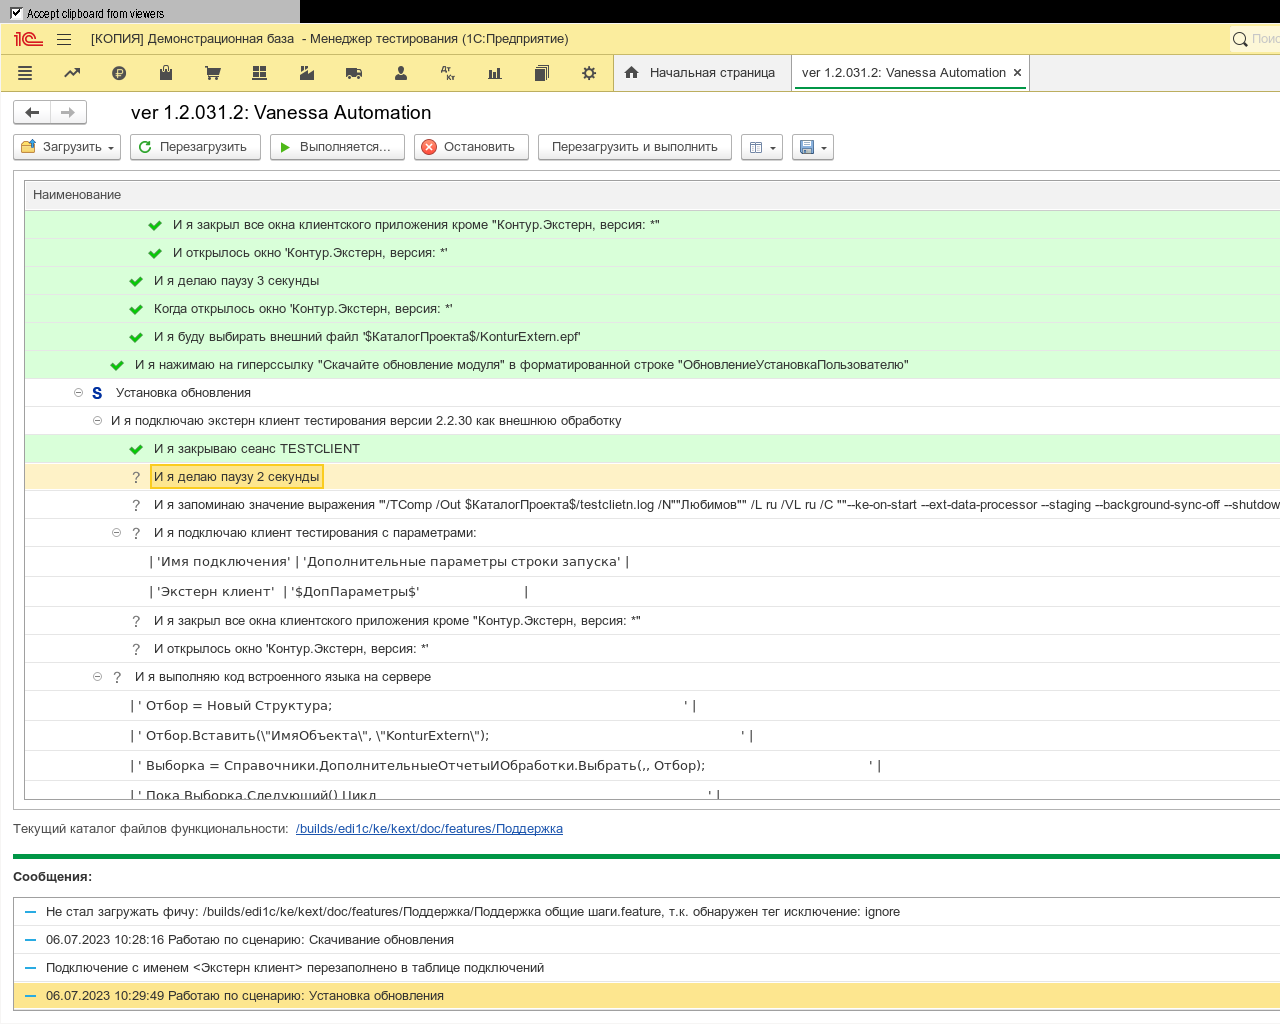 Accept clipboard from viewers
[КОПИЯ] Демонстрационная база - Менеджер тестирования (1С:Предприятие)
Начальная страница
ver 1.2.031.2: Vanessa Automation
ver 1.2.031.2: Vanessa Automation
Загрузить
Перезагрузить
Выполняется...
Остановить
Перезагрузить и выполнить
Наименование
И я закрыл все окна клиентского приложения кроме "Контур.Экстерн, версия: *"
И открылось окно 'Контур.Экстерн, версия: *'
И я делаю паузу 3 секунды
Когда открылось окно 'Контур.Экстерн, версия: *'
И я буду выбирать внешний файл '$КаталогПроекта$/KonturExtern.epf'
И я нажимаю на гиперссылку "Скачайте обновление модуля" в форматированной строке "ОбновлениеУстановкаПользователю"
S Установка обновления
И я подключаю экстерн клиент тестирования версии 2.2.30 как внешнюю обработку
И я закрываю сеанс TESTCLIENT
? И я делаю паузу 2 секунды
? И я запоминаю значение выражения '"/TComp /Out $КаталогПроекта$/testclietn.log /N""Любимов"" /L ru /VL ru /C ""--ke-on-start --ext-data-processor --staging --background-sync-off --shutdow
? И я подключаю клиент тестирования с параметрами:
| 'Имя подключения' | 'Дополнительные параметры строки запуска' |
| 'Экстерн клиент' | '$ДопПараметры$' |
? И я закрыл все окна клиентского приложения кроме "Контур.Экстерн, версия: *"
? И открылось окно 'Контур.Экстерн, версия: *'
? И я выполняю код встроенного языка на сервере
| ' Отбор = Новый Структура; ' |
| ' Отбор.Вставить(\"ИмяОбъекта\", \"KonturExtern\"); ' |
| ' Выборка = Справочники.ДополнительныеОтчетыИОбработки.Выбрать(,, Отбор); ' |
| ' Пока Выборка.Следующий() Цикл ' |
Текущий каталог файлов функциональности: /builds/edi1c/ke/kext/doc/features/Поддержка
Сообщения:
Не стал загружать фичу: /builds/edi1c/ke/kext/doc/features/Поддержка/Поддержка общие шаги.feature, т.к. обнаружен тег исключение: ignore
06.07.2023 10:28:16 Работаю по сценарию: Скачивание обновления
Подключение с именем <Экстерн клиент> перезаполнено в таблице подключений
06.07.2023 10:29:49 Работаю по сценарию: Установка обновления